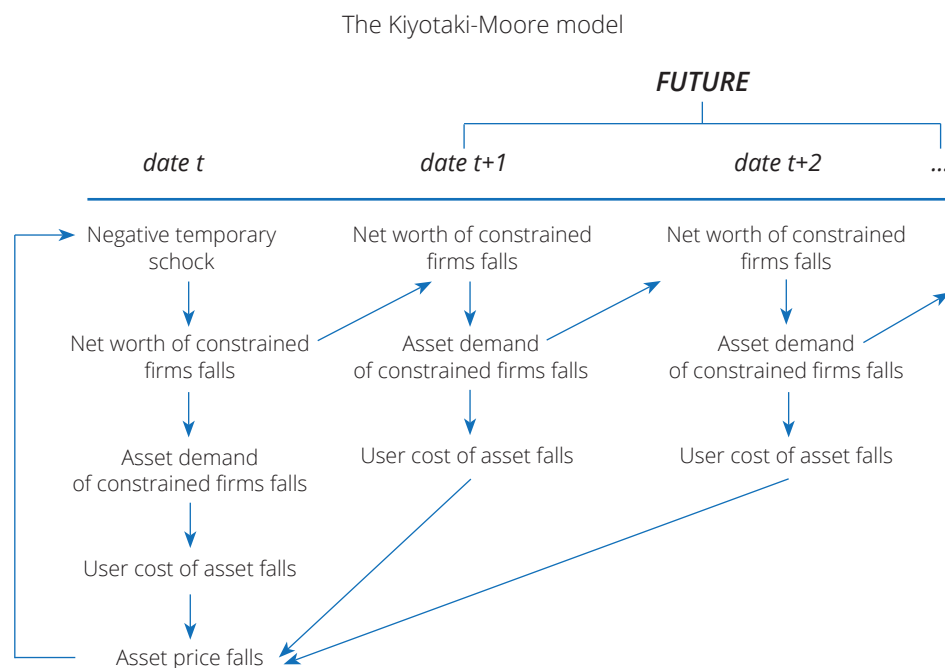 The Kiyotaki-Moore model
FUTURE
date t
date t+1
date t+2
...
Negative temporary
schock
Net worth of constrained
firms falls
Asset demand
of constrained firms falls
User cost of asset falls
Asset price falls
Net worth of constrained
firms falls
Asset demand
of constrained firms falls
User cost of asset falls
Net worth of constrained
firms falls
Asset demand
of constrained firms falls
User cost of asset falls